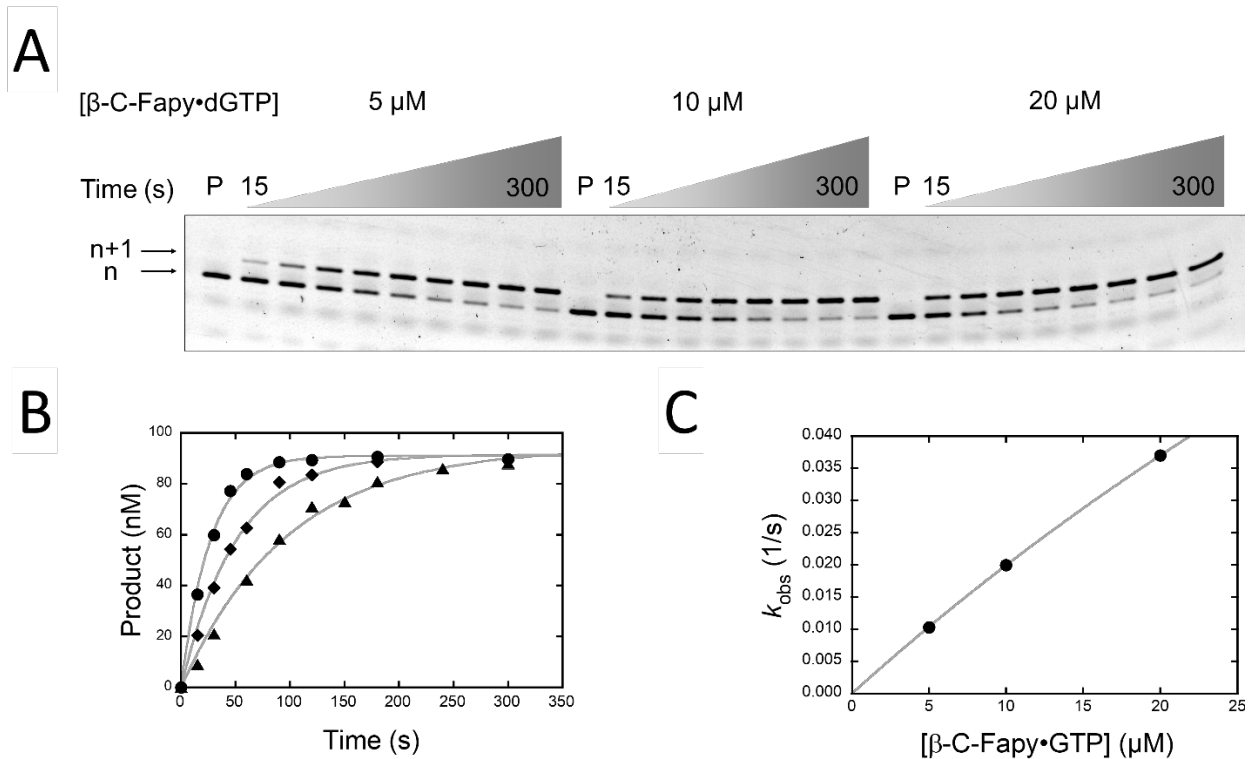 A
[β-C-Fapy•dGTP] 5 µM 10 µM 20 µM
Time (s) P 15 300 P 15 300 P 15 300
n+1
n
B
100
80
60
40
20
0
0 50 100 150 200 250 300 350
Product (nM)
Time (s)
C
0.040
0.035
0.030
0.025
0.020
0.015
0.010
0.005
0.000
0 5 10 15 20 25
kobs (1/s)
[β-C-Fapy•GTP] (µM)